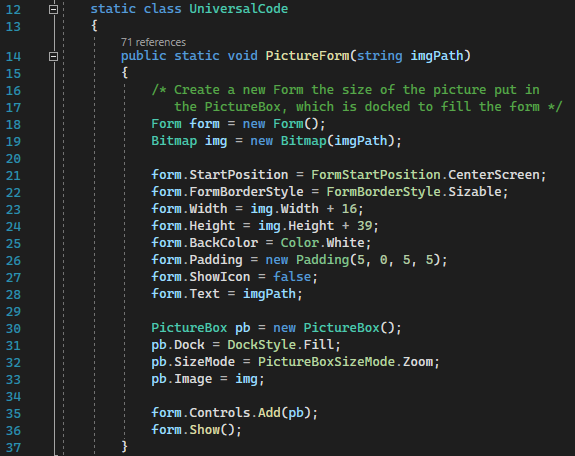 12 static class UniversalCode
13 {
71 references
14 public static void PictureForm(string imgPath)
15 {
16 /* Create a new Form the size of the picture put in
17 the PictureBox, which is docked to fill the form */
18 Form form = new Form();
19 Bitmap img = new Bitmap(imgPath);
20
21 form.StartPosition = FormStartPosition.CenterScreen;
22 form.FormBorderStyle = FormBorderStyle.Sizable;
23 form.Width = img.Width + 16;
24 form.Height = img.Height + 39;
25 form.BackColor = Color.White;
26 form.Padding = new Padding(5, 0, 5, 5);
27 form.ShowIcon = false;
28 form.Text = imgPath;
29
30 PictureBox pb = new PictureBox();
31 pb.Dock = DockStyle.Fill;
32 pb.SizeMode = PictureBoxSizeMode.Zoom;
33 pb.Image = img;
34
35 form.Controls.Add(pb);
36 form.Show();
37 }